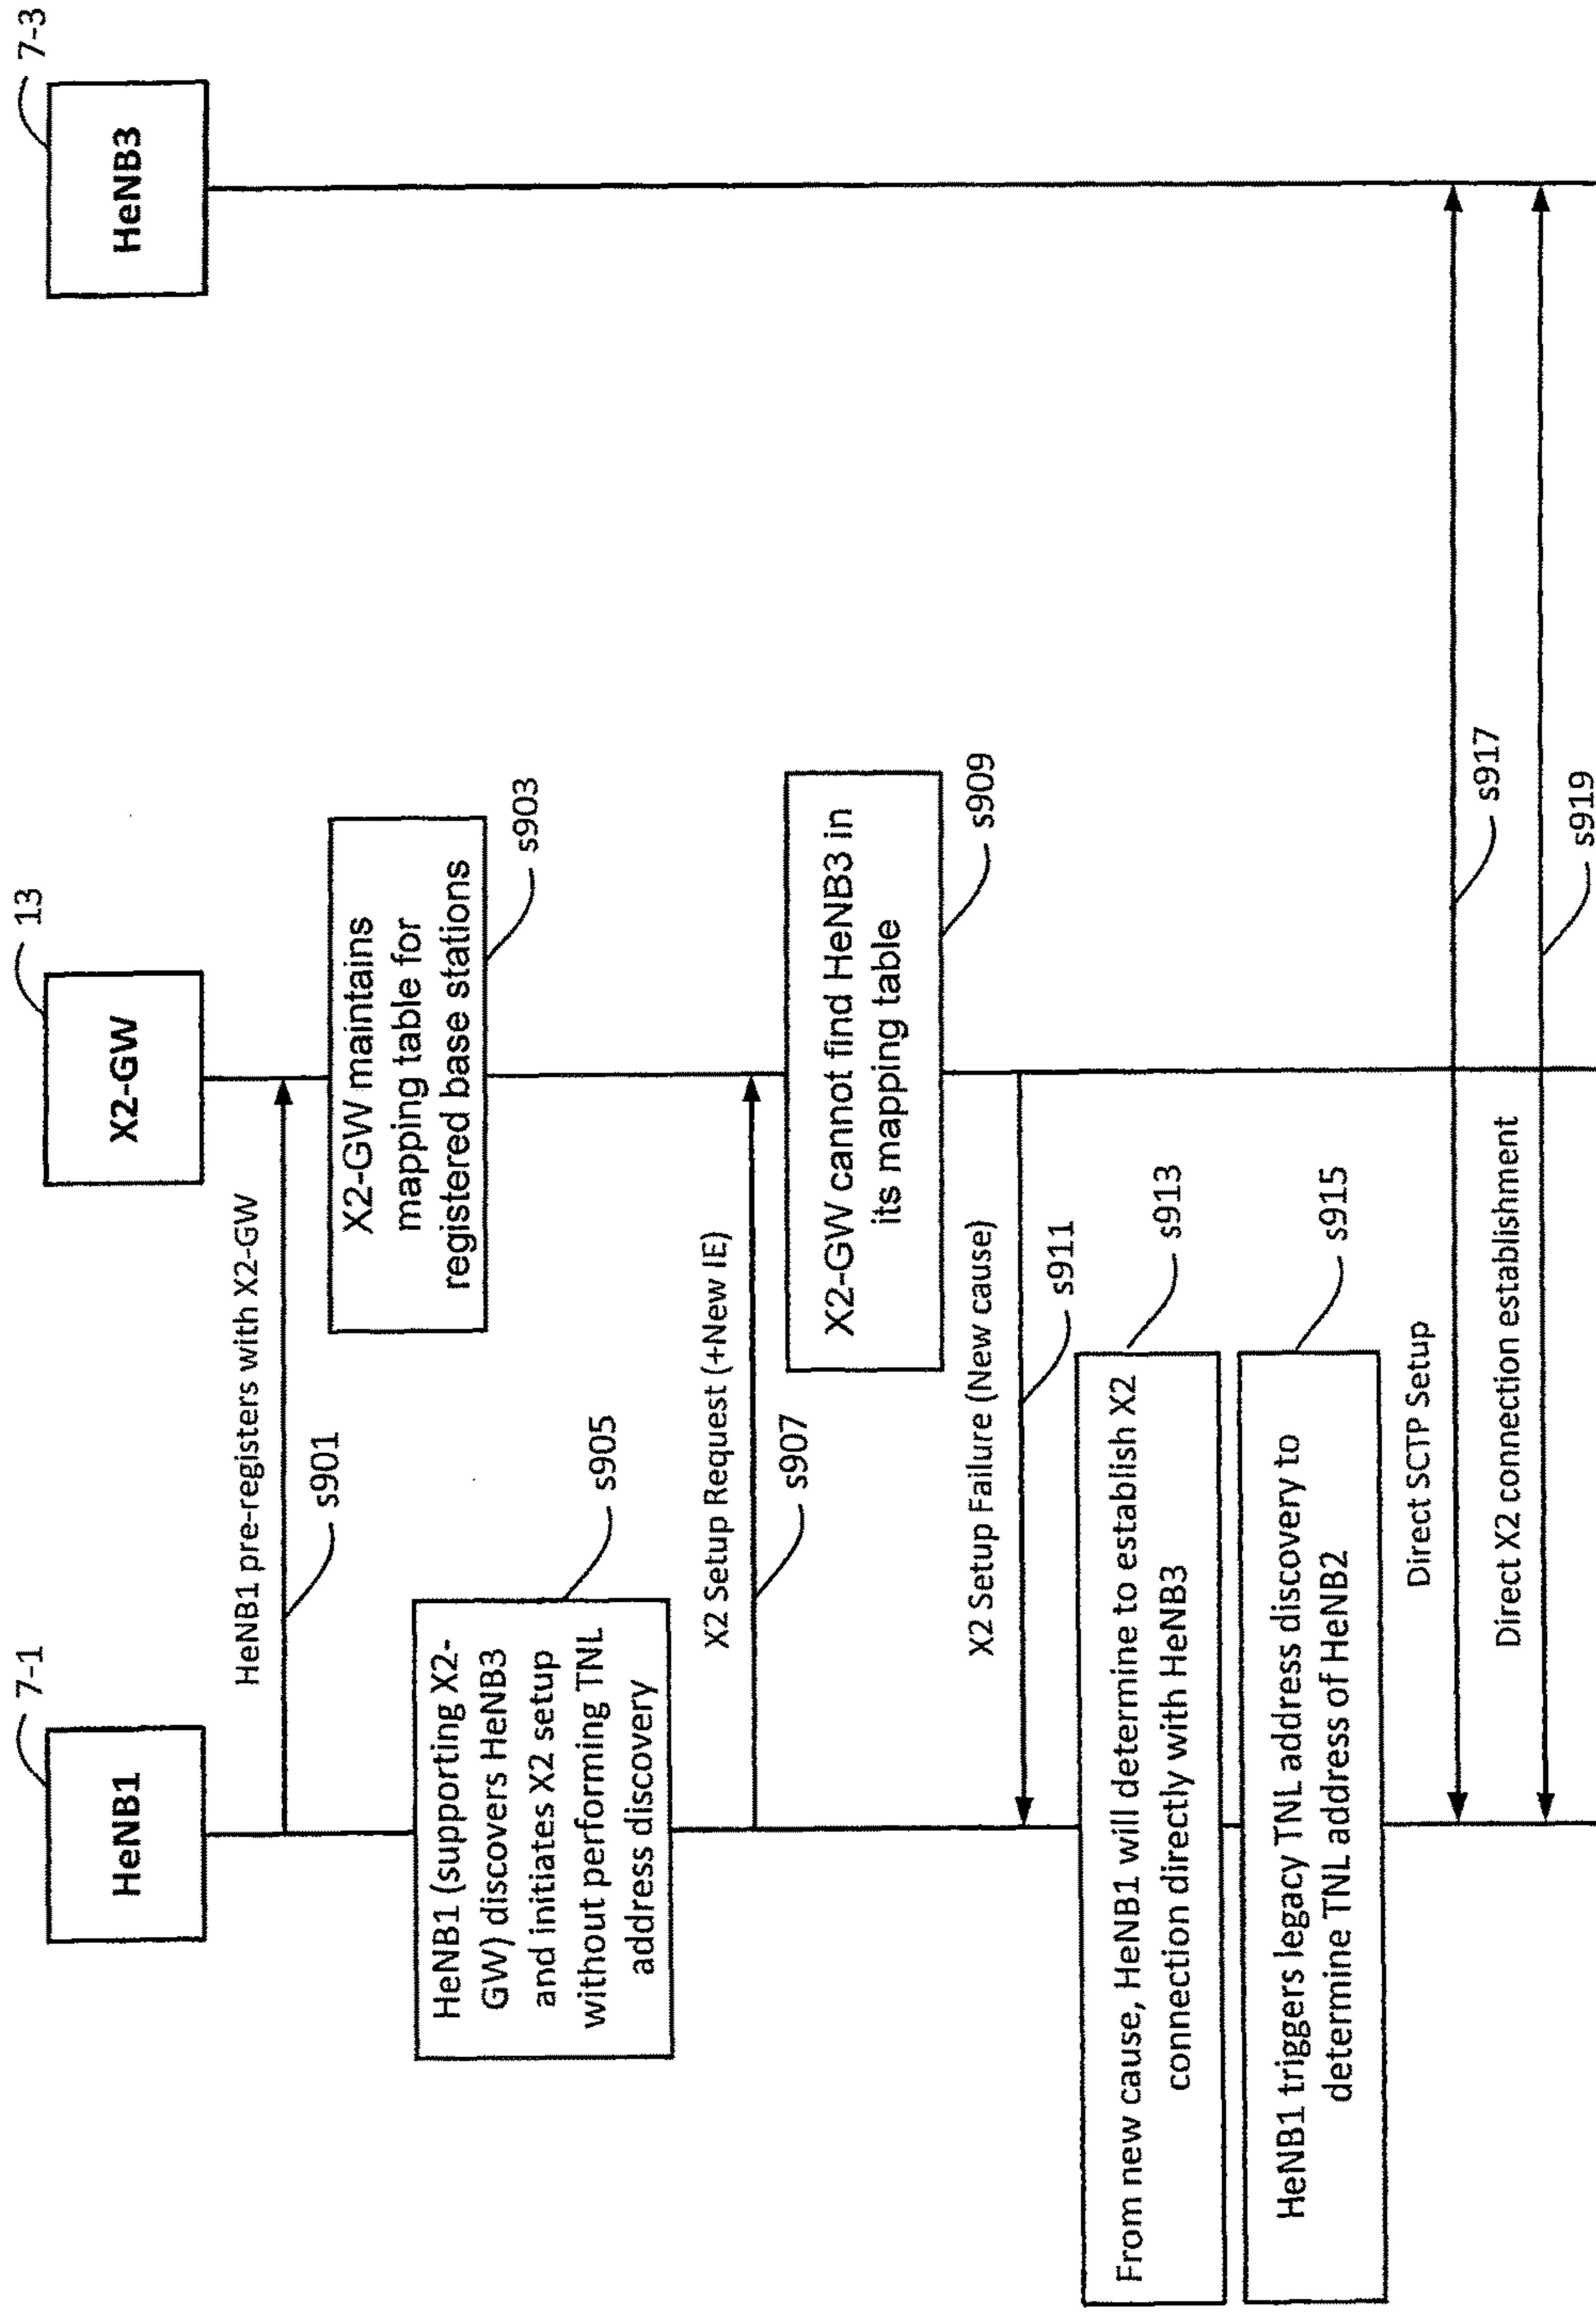 7-1
HeNB1
13
X2-GW
7-3
HeNB3
HeNB1 pre-registers with X2-GW
s901
X2-GW maintains
mapping table for
registered base stations
s903
HeNB1 (supporting X2-
GW) discovers HeNB3
and initiates X2 setup
without performing TNL
address discovery
s905
X2 Setup Request (+New IE)
s907
X2-GW cannot find HeNB3 in
its mapping table
s909
X2 Setup Failure (New cause)
s911
From new cause, HeNB1 will determine to establish X2
connection directly with HeNB3
s913
HeNB1 triggers legacy TNL address discovery to
determine TNL address of HeNB2
s915
Direct SCTP Setup
s917
Direct X2 connection establishment
s919